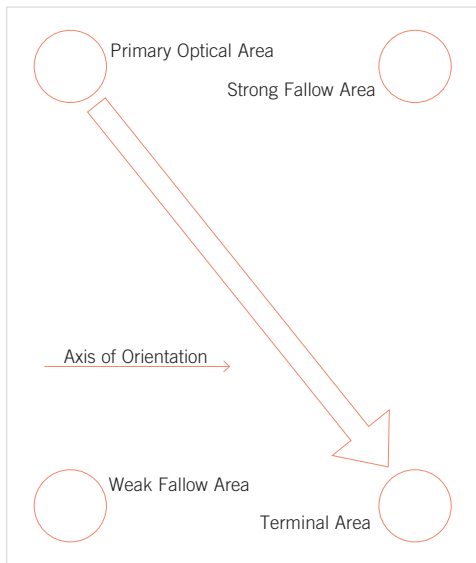 Primary Optical Area
Strong Fallow Area
Axis of Orientation
Weak Fallow Area
Terminal Area